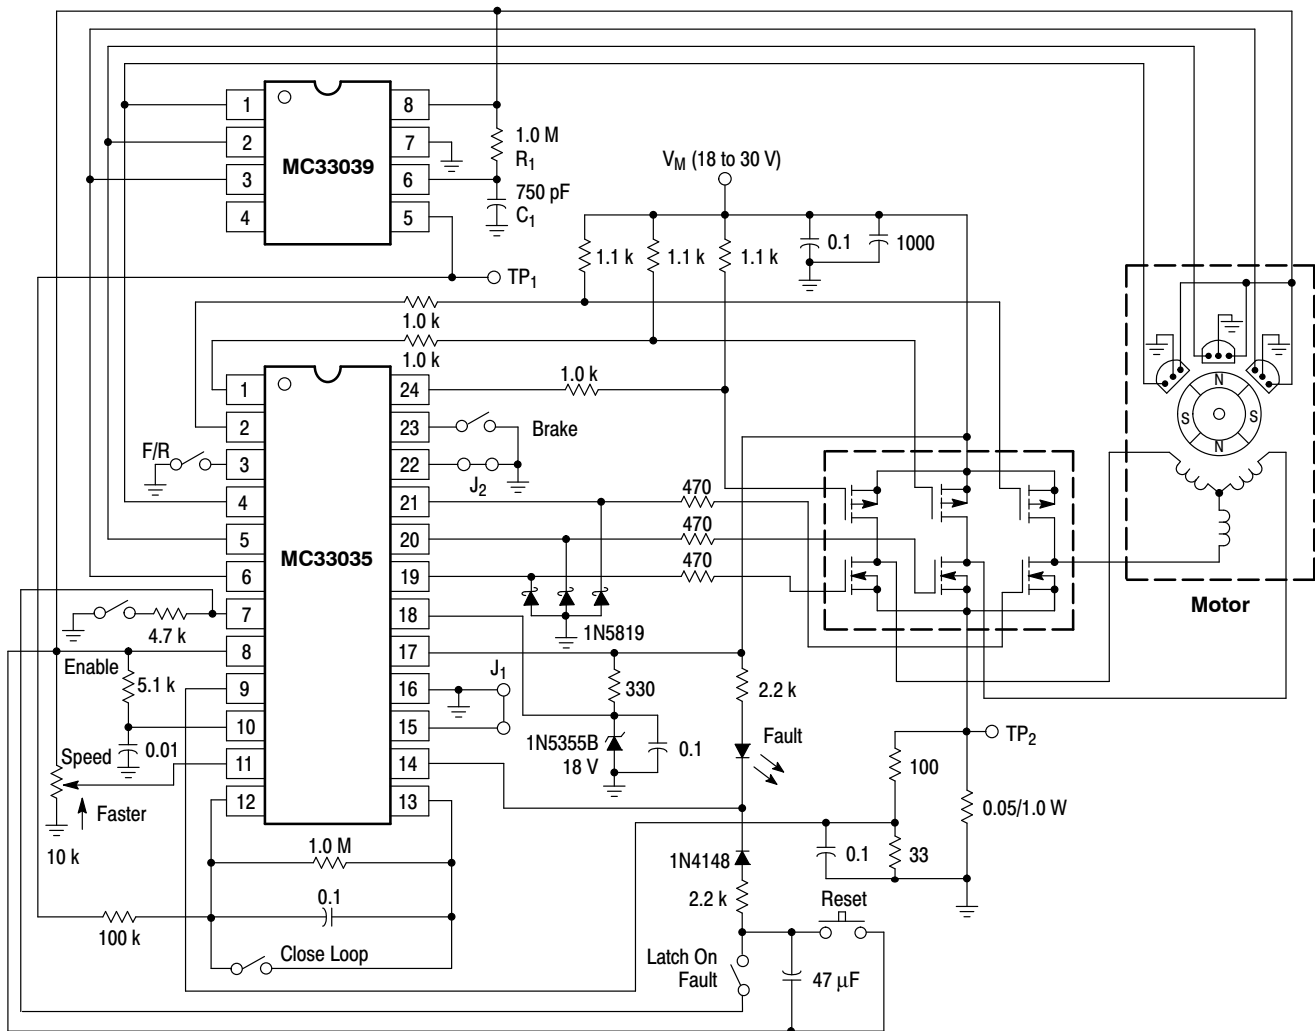 1
8
1.0 M
R1
2
7
MC33039
VM (18 to 30 V)
3
6
750 pF
C1
4
5
1.1 k
1.1 k
1.1 k
0.1
1000
TP1
1.0 k
1.0 k
1
24
1.0 k
N
S
S
N
2
23
Brake
F/R
3
22
J2
4
21
470
5
20
470
MC33035
6
19
470
Motor
7
18
1N5819
4.7 k
8
17
Enable
J1
5.1 k
9
16
330
2.2 k
10
15
TP2
0.01
1N5355B
18 V
0.1
Fault
Speed
11
14
100
Faster
12
13
0.05/1.0 W
10 k
1.0 M
1N4148
0.1
33
0.1
2.2 k
Reset
100 k
Close Loop
Latch On
Fault
47 μF